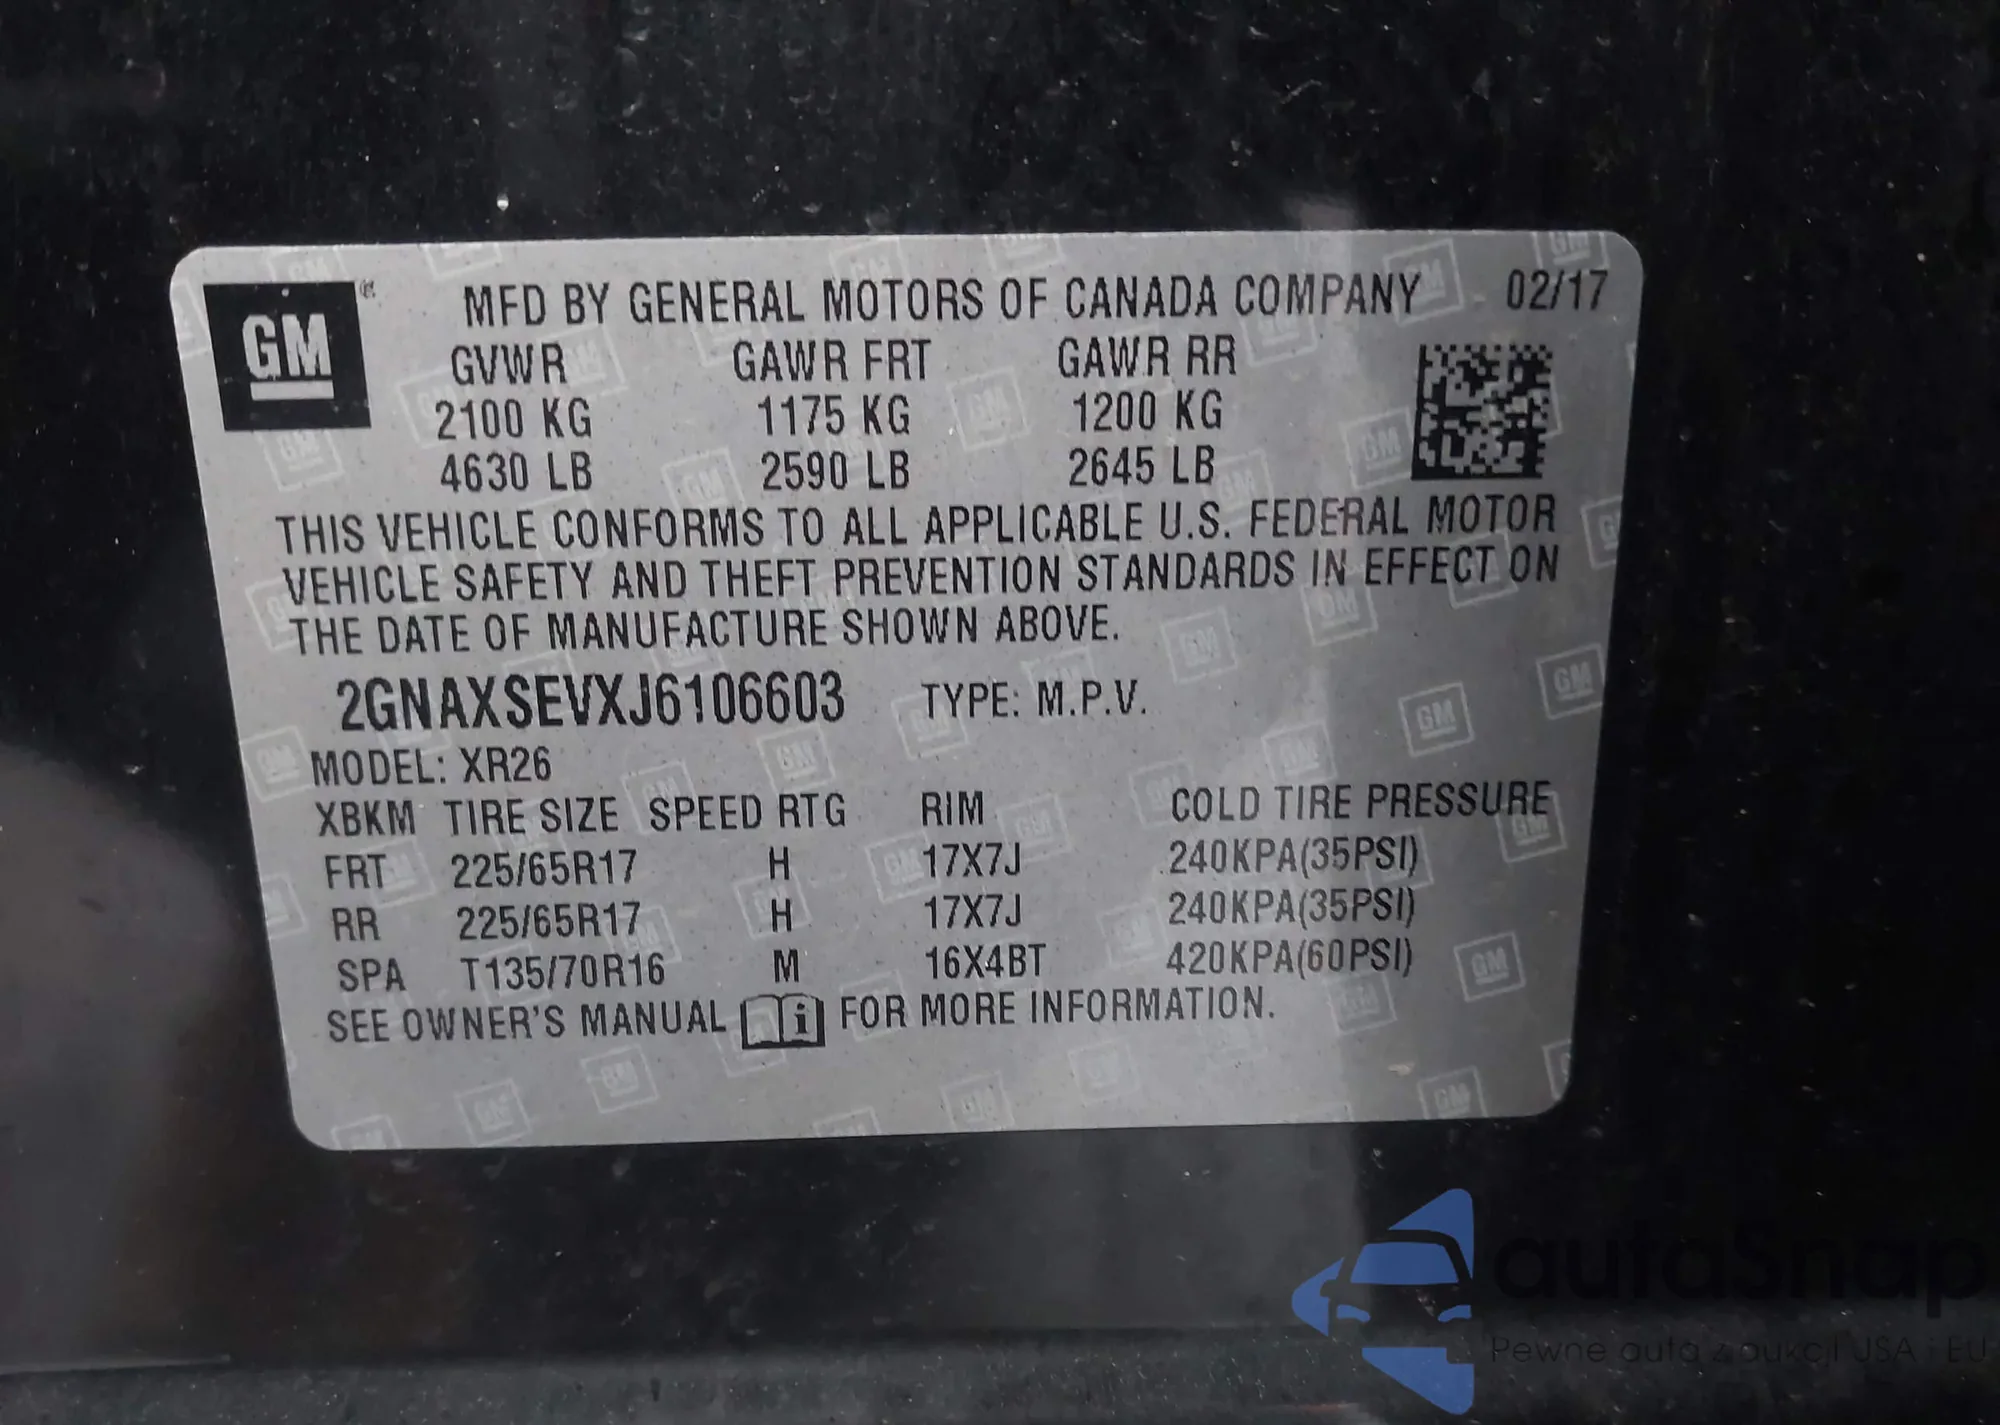 GM
MFD BY GENERAL MOTORS OF CANADA COMPANY 02/17
GVWR GAWR FRT GAWR RR
2100 KG 1175 KG 1200 KG
4630 LB 2590 LB 2645 LB
THIS VEHICLE CONFORMS TO ALL APPLICABLE U.S. FEDERAL MOTOR
VEHICLE SAFETY AND THEFT PREVENTION STANDARDS IN EFFECT ON
THE DATE OF MANUFACTURE SHOWN ABOVE.
2GNAXSEVXJ6106603 TYPE: M.P.V.
MODEL: XR26
XBKM TIRE SIZE SPEED RTG RIM COLD TIRE PRESSURE
FRT 225/65R17 H 17X7J 240KPA(35PSI)
RR 225/65R17 H 17X7J 240KPA(35PSI)
SPA T135/70R16 M 16X4BT 420KPA(60PSI)
SEE OWNER'S MANUAL i FOR MORE INFORMATION.
autaSnap
Pewne auta z aukcji USA i EU